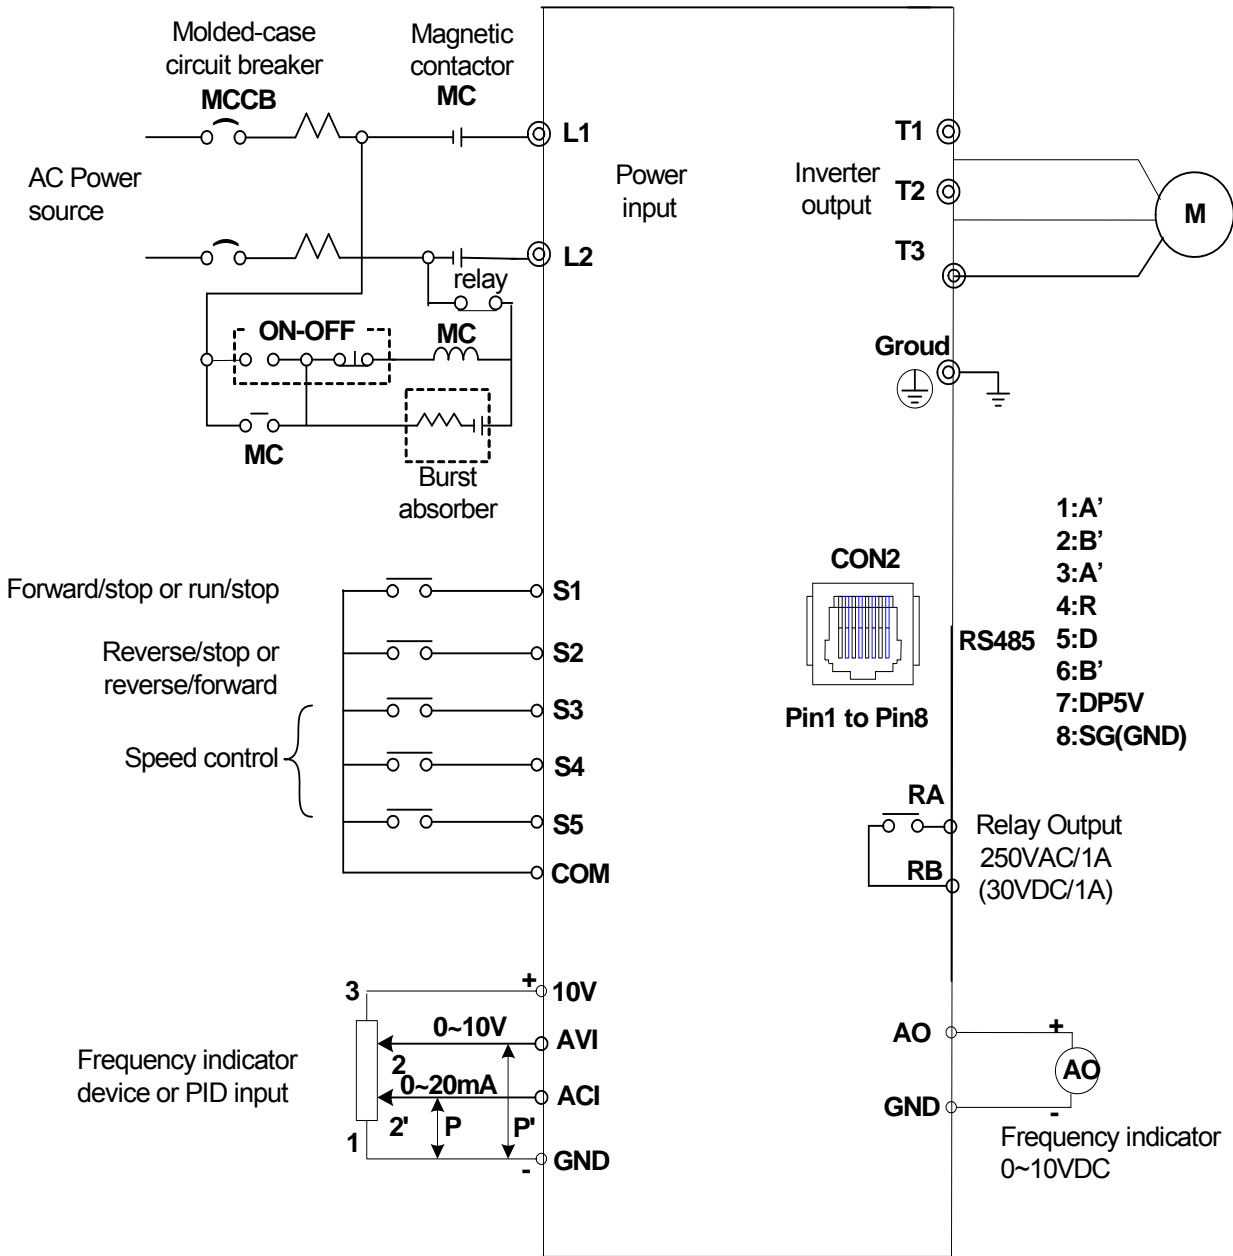 Molded-case
circuit breaker
MCCB
Magnetic
contactor
MC
L1
T1
AC Power
source
Power
input
Inverter
output
T2
M
L2
T3
relay
ON-OFF
MC
Groud
MC
Burst
absorber
1:A’
2:B’
3:A’
4:R
5:D
6:B’
7:DP5V
8:SG(GND)
CON2
RS485
Pin1 to Pin8
Forward/stop or run/stop
S1
Reverse/stop or
reverse/forward
S2
S3
Speed control
S4
S5
COM
RA
RB
Relay Output
250VAC/1A
(30VDC/1A)
3
+
10V
0~10V
AVI
2
Frequency indicator
device or PID input
0~20mA
ACI
2'
P
P'
1
-
GND
AO
+
AO
GND
-
Frequency indicator
0~10VDC